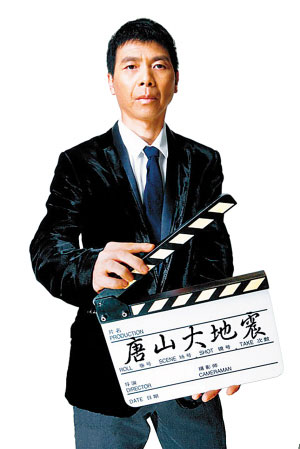 片名
PRODUCTION
唐山大地震
ROLL 卷号 SCENE 场号 SHOT 镜号 TAKE 次数
导演 摄影师
DIRECTOR CAMERAMAN
DATE 日期